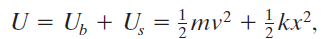 U = U_b + U_s = ½mv² + ½kx²,